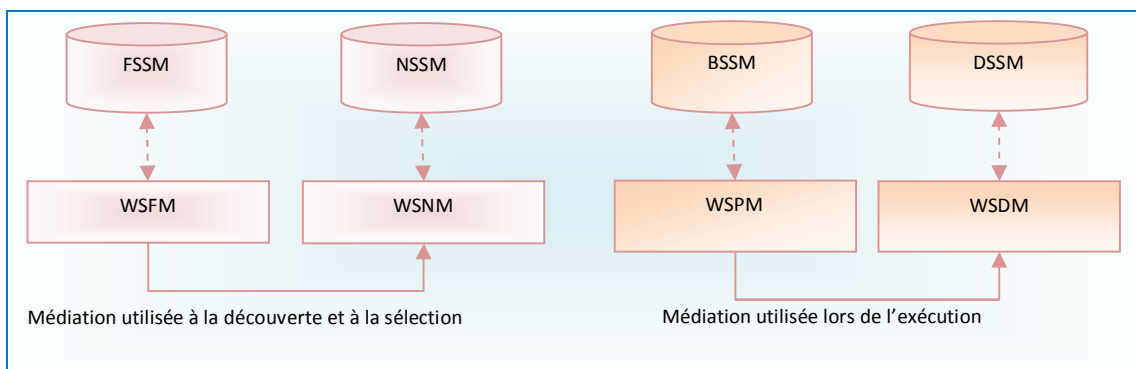 FSSM
NSSM
BSSM
DSSM
WSFM
WSNM
WSPM
WSDM
Médiation utilisée à la découverte et à la sélection
Médiation utilisée lors de l’exécution